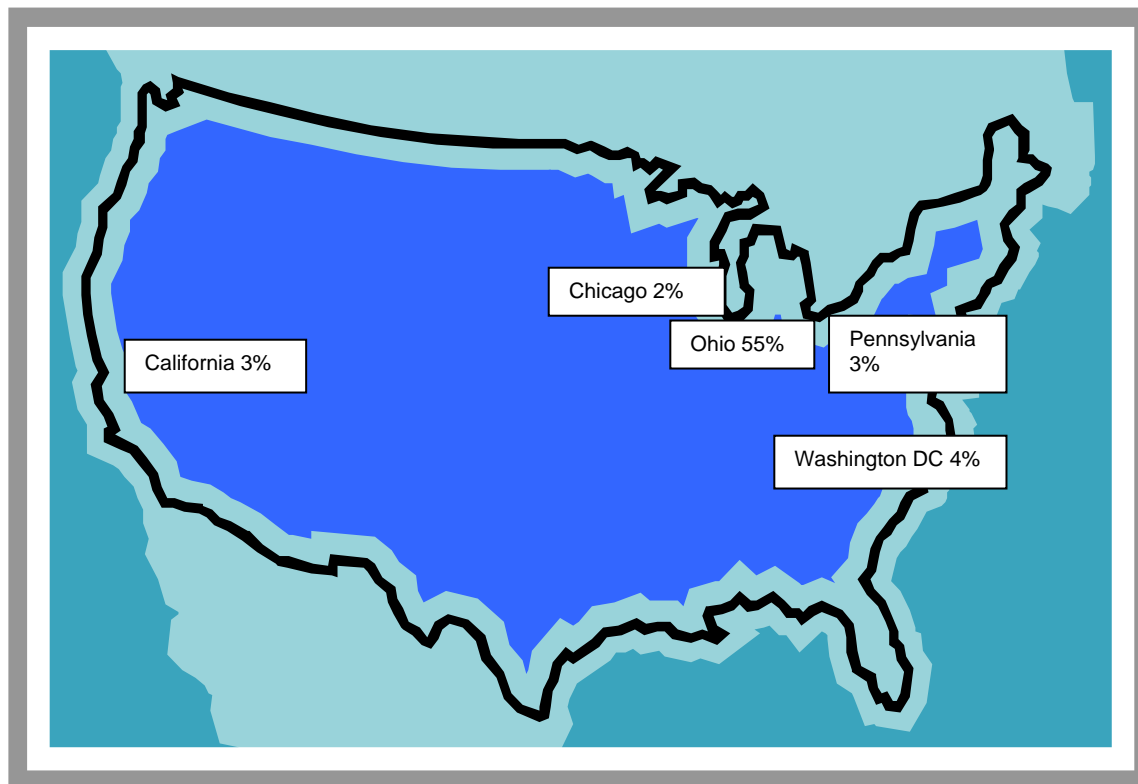 Chicago 2%
Ohio 55%
Pennsylvania
3%
California 3%
Washington DC 4%